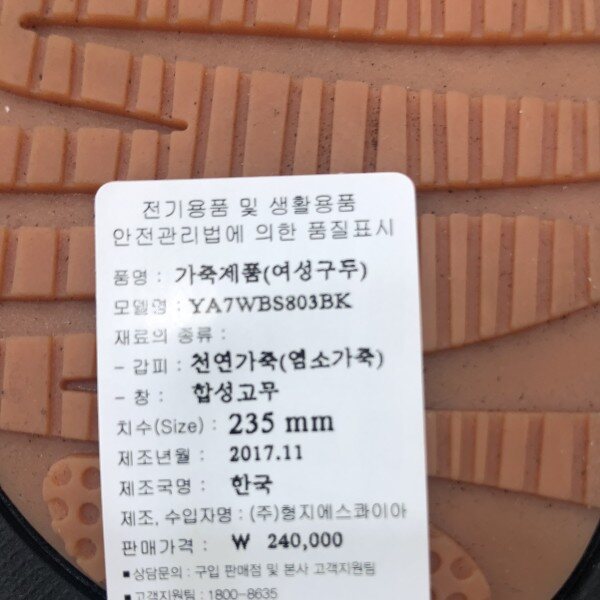 전기용품 및 생활용품
안전관리법에 의한 품질표시
품명 : 가죽제품(여성구두)
모델명 : YA7WBS803BK
재료의 종류 :
- 갑피 : 천연가죽(염소가죽)
- 창 : 합성고무
치수(Size) : 235 mm
제조년월 : 2017.11
제조국명 : 한국
제조, 수입자명 : (주)형지에스콰이아
판매가격 : ₩ 240,000
■ 상담문의 : 구입 판매점 및 본사 고객지원팀
■ 고객지원팀 : 1800-8635